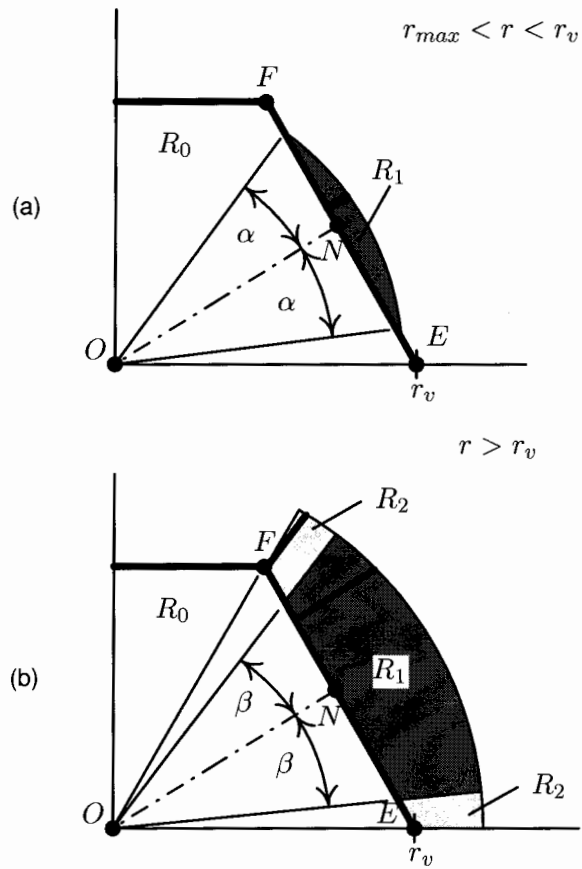 r_{max} < r < r_v
F
R_0
(a)
R_1
α
N
α
O
E
r_v
r > r_v
R_2
F
R_0
(b)
R_1
β
N
β
O
E
R_2
r_v